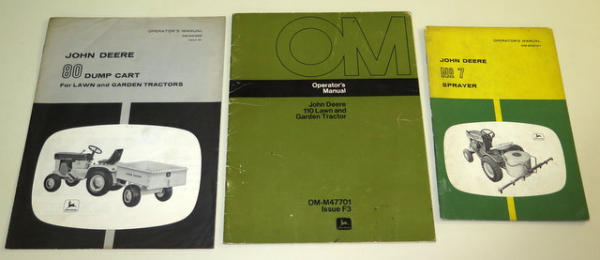 OPERATOR'S MANUAL
JOHN DEERE
80 DUMP CART
For LAWN and GARDEN TRACTORS
OM
Operator's
Manual
John Deere
110 Lawn and
Garden Tractor
OM-M47701
Issue F3
OPERATOR'S MANUAL
JOHN DEERE
No 7
SPRAYER